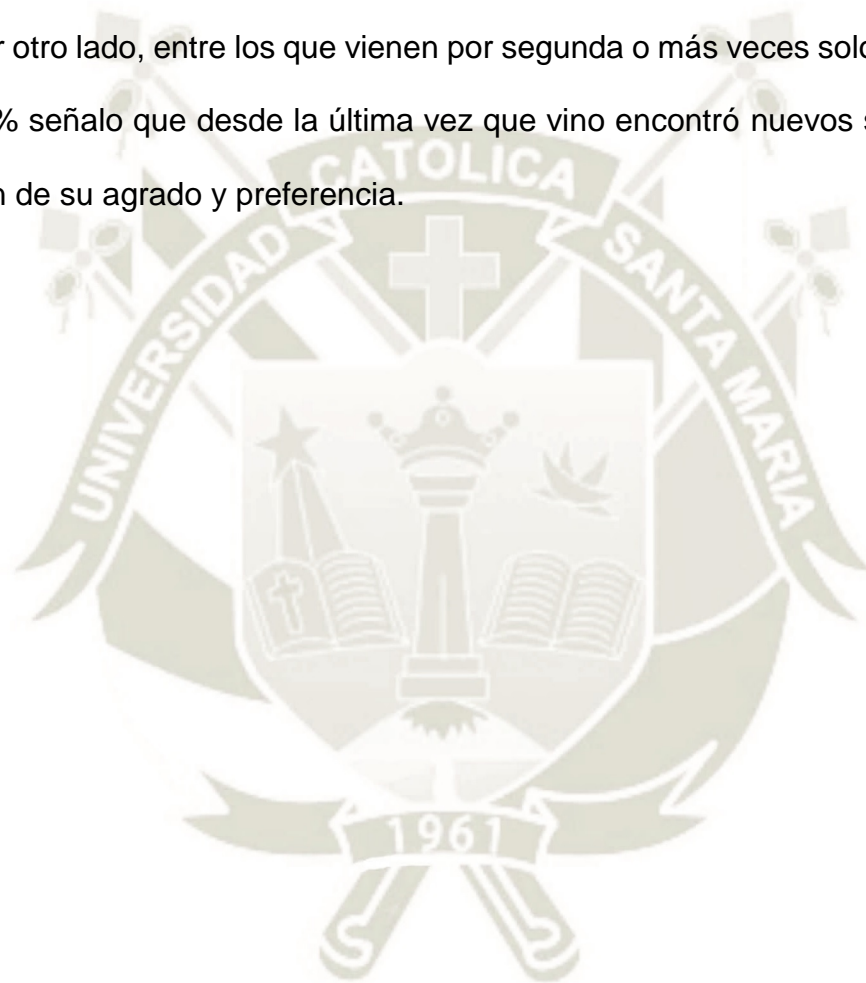 otro lado, entre los que vienen por segunda o más veces solo
% señalo que desde la última vez que vino encontró nuevos
de su agrado y preferencia.
UNIVERSIDAD CATOLICA SANTA MARIA
1961